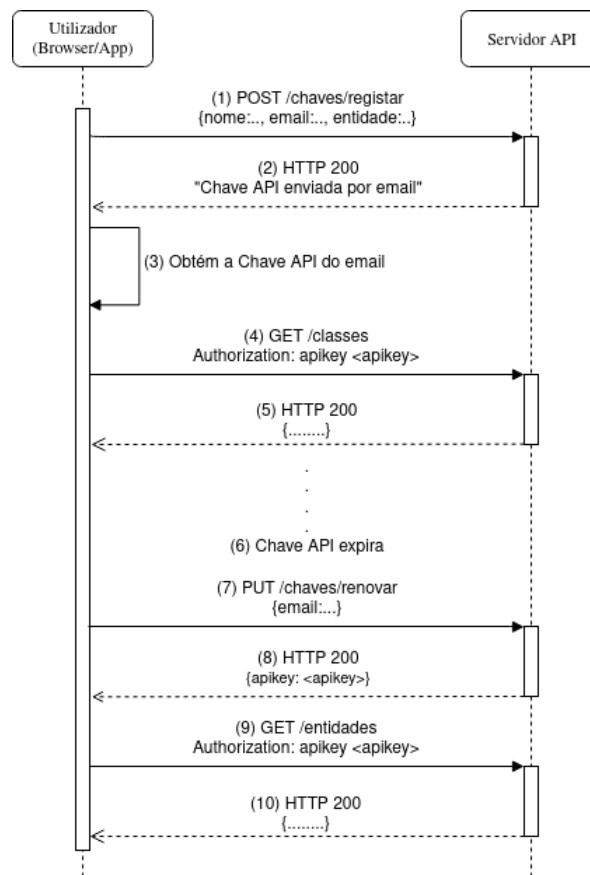 Utilizador
(Browser/App)
Servidor API
(1) POST /chaves/registar
{nome:.., email:.., entidade:..}
(2) HTTP 200
"Chave API enviada por email"
(3) Obtém a Chave API do email
(4) GET /classes
Authorization: apikey <apikey>
(5) HTTP 200
{........}
.
.
.
.
(6) Chave API expira
(7) PUT /chaves/renovar
{email:...}
(8) HTTP 200
{apikey: <apikey>}
(9) GET /entidades
Authorization: apikey <apikey>
(10) HTTP 200
{........}